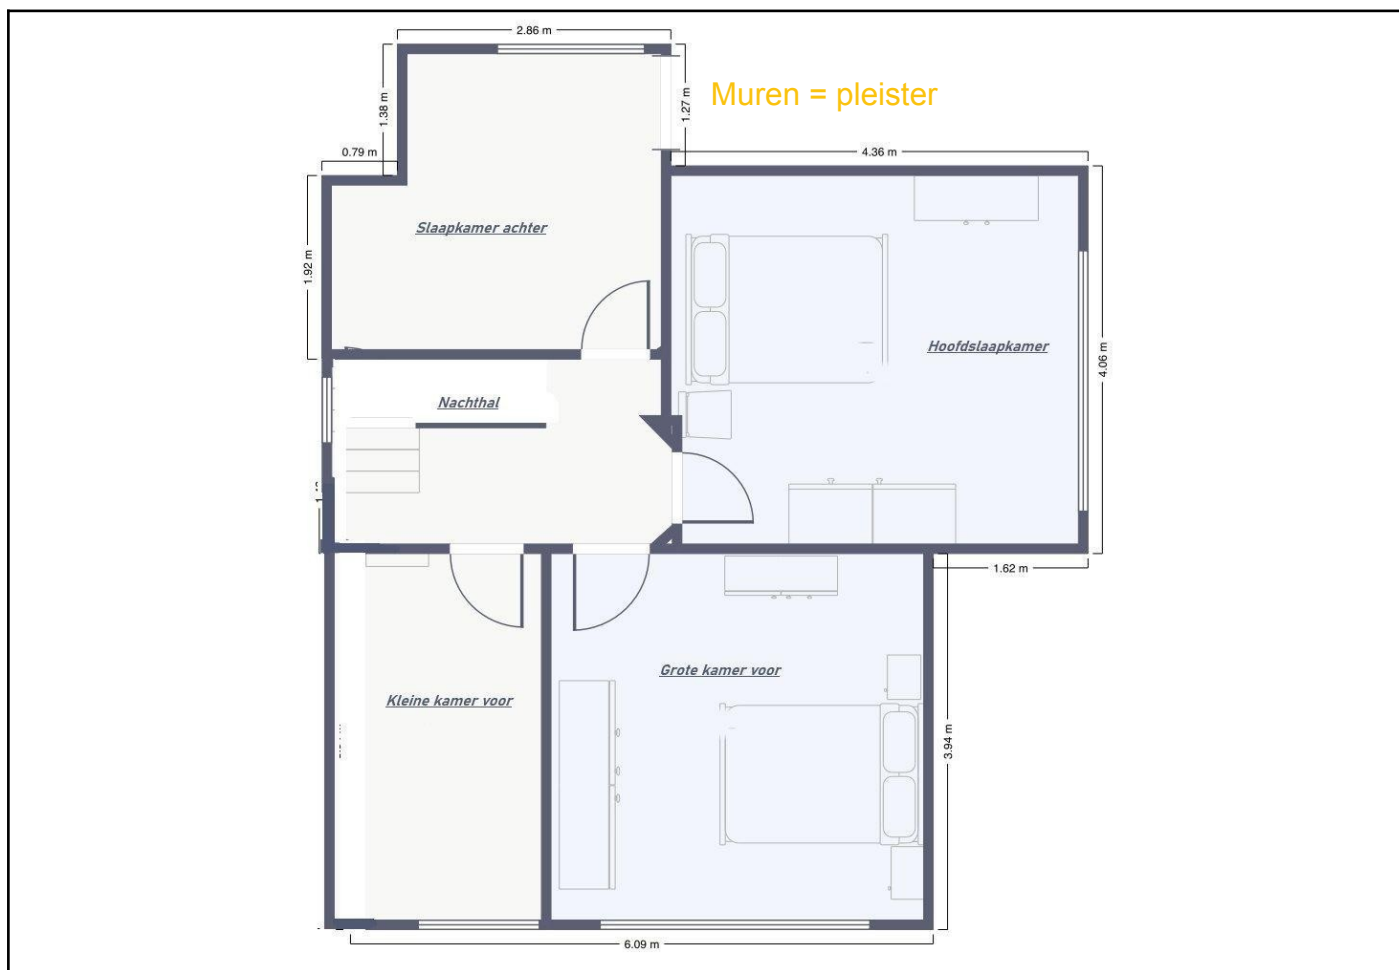 2.86 m
Muren = pleister
1.38 m
1.27 m
0.79 m
4.36 m
Slaapkamer achter
1.92 m
Hoofdslaapkamer
4.06 m
Nachthal
1.62 m
Grote kamer voor
Kleine kamer voor
3.94 m
6.09 m